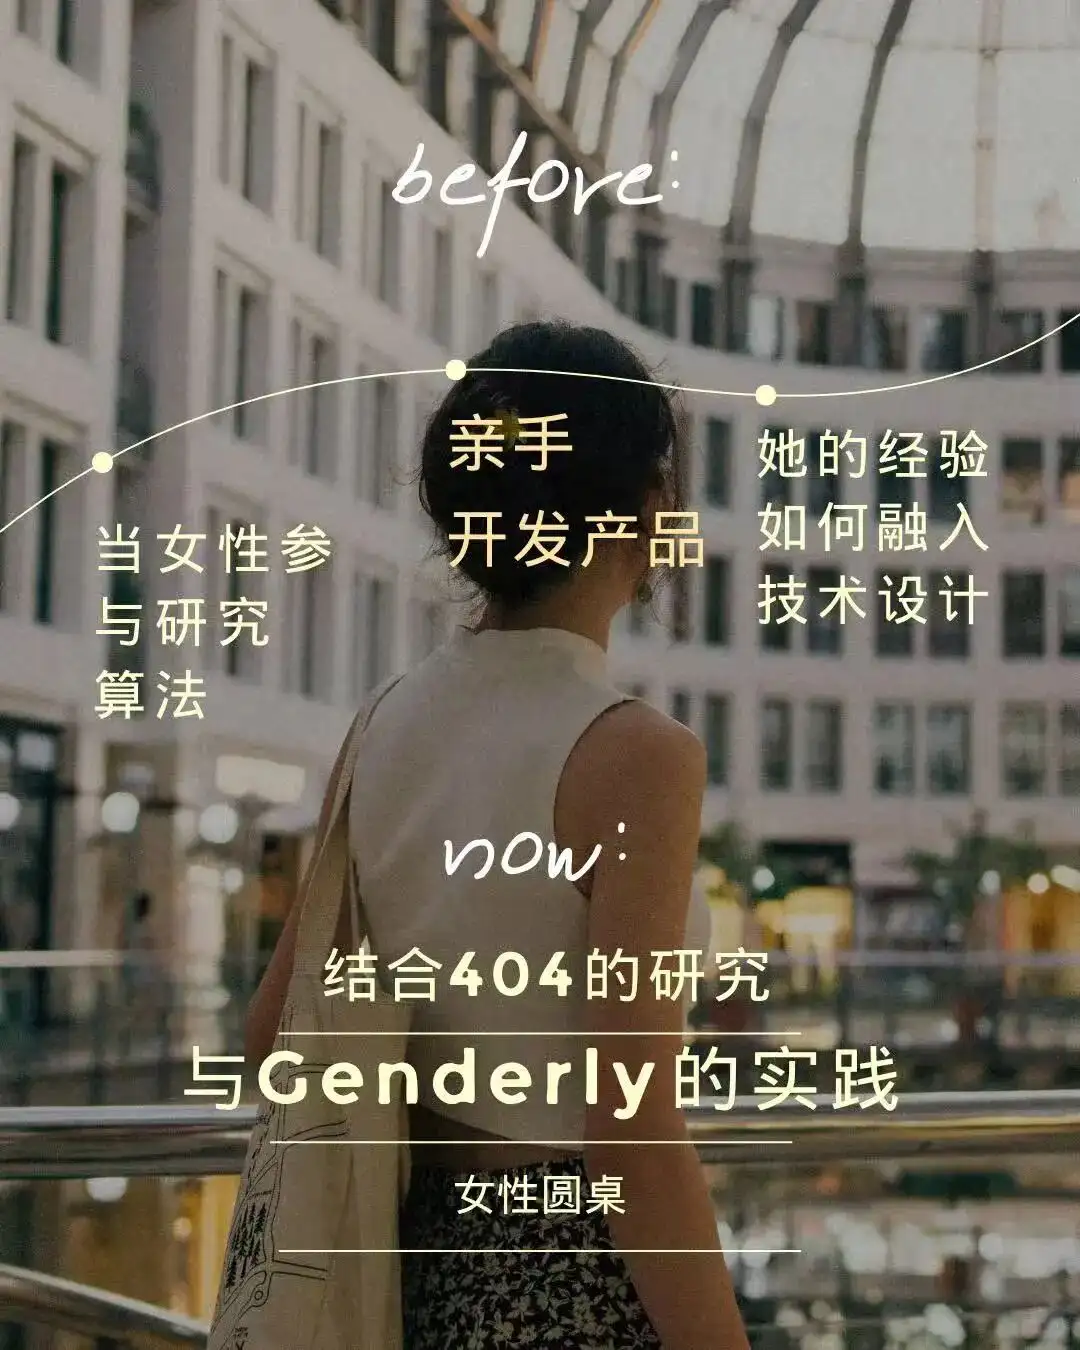 before:
当女性参
与研究
算法
亲手
开发产品
她的经验
如何融入
技术设计
now:
结合404的研究
与Genderly的实践
女性圆桌